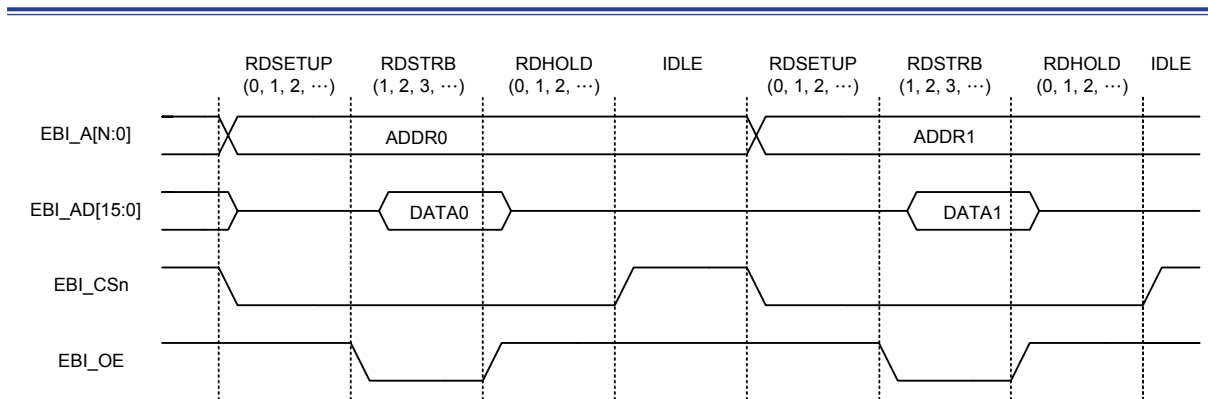 RDSETUP RDSTRB RDHOLD IDLE RDSETUP RDSTRB RDHOLD IDLE
(0, 1, 2, ⋯) (1, 2, 3, ⋯) (0, 1, 2, ⋯) (0, 1, 2, ⋯) (1, 2, 3, ⋯) (0, 1, 2, ⋯)
EBI_A[N:0] ADDR0 ADDR1
EBI_AD[15:0] DATA0 DATA1
EBI_CSn
EBI_OE